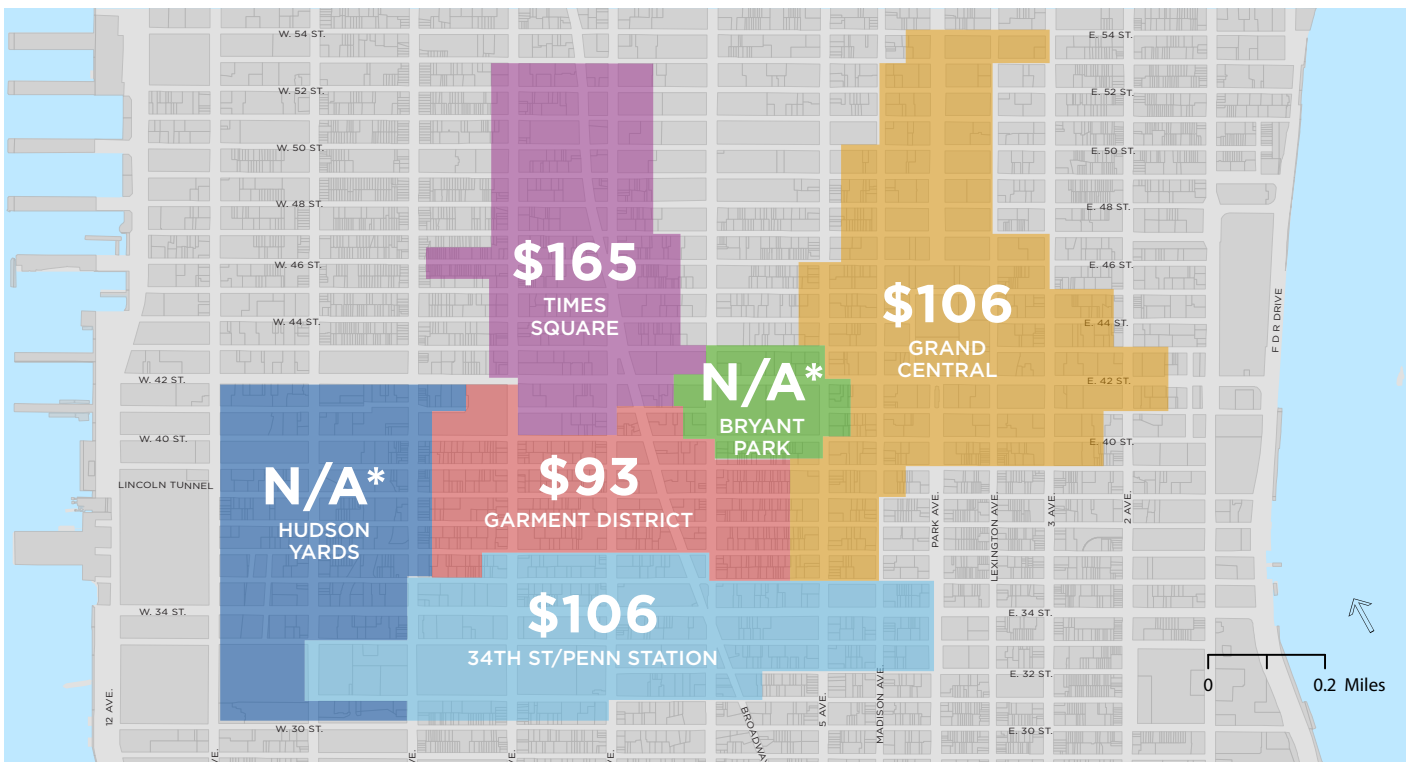 W. 54 ST.
E. 54 ST.
W. 52 ST.
E. 52 ST.
W. 50 ST.
E. 50 ST.
W. 48 ST.
E. 48 ST.
W. 46 ST.
E. 46 ST.
$165
TIMES
SQUARE
$106
GRAND
CENTRAL
W. 44 ST.
E. 44 ST.
F D R DRIVE
W. 42 ST.
E. 42 ST.
N/A*
BRYANT
PARK
W. 40 ST.
E. 40 ST.
LINCOLN TUNNEL
N/A*
HUDSON
YARDS
$93
GARMENT DISTRICT
PARK AVE.
LEXINGTON AVE.
3 AVE.
2 AVE.
W. 34 ST.
E. 34 ST.
$106
34TH ST/PENN STATION
E. 32 ST.
12 AVE.
5 AVE.
MADISON AVE.
BROADWAY
W. 30 ST.
E. 30 ST.
0
0.2 Miles